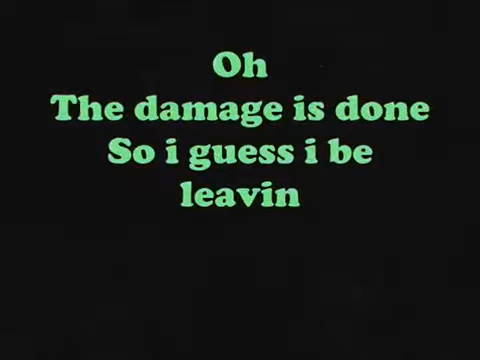 Oh
The damage is done
So i guess i be
leavin